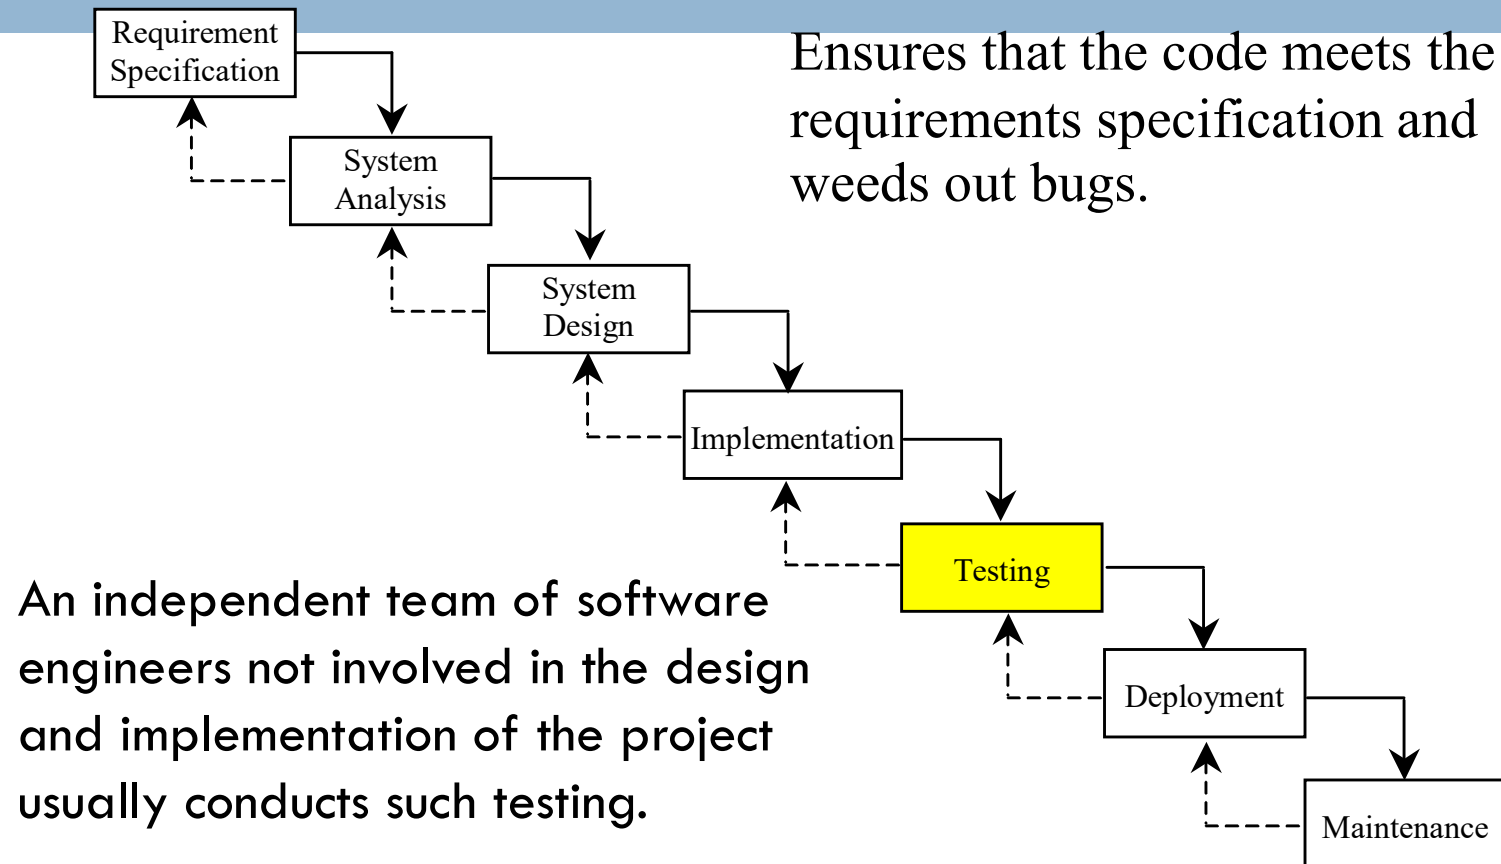 Requirement
Specification
Ensures that the code meets the
requirements specification and
weeds out bugs.
System
Analysis
System
Design
Implementation
Testing
An independent team of software
engineers not involved in the design
and implementation of the project
usually conducts such testing.
Deployment
Maintenance